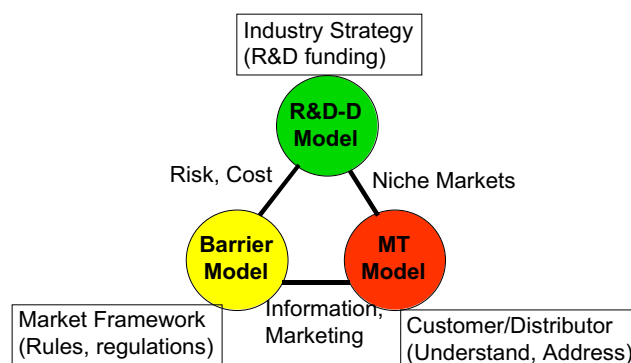 Industry Strategy
(R&D funding)
R&D-D
Model
Risk, Cost
Niche Markets
Barrier
Model
MT
Model
Information,
Marketing
Market Framework
(Rules, regulations)
Customer/Distributor
(Understand, Address)